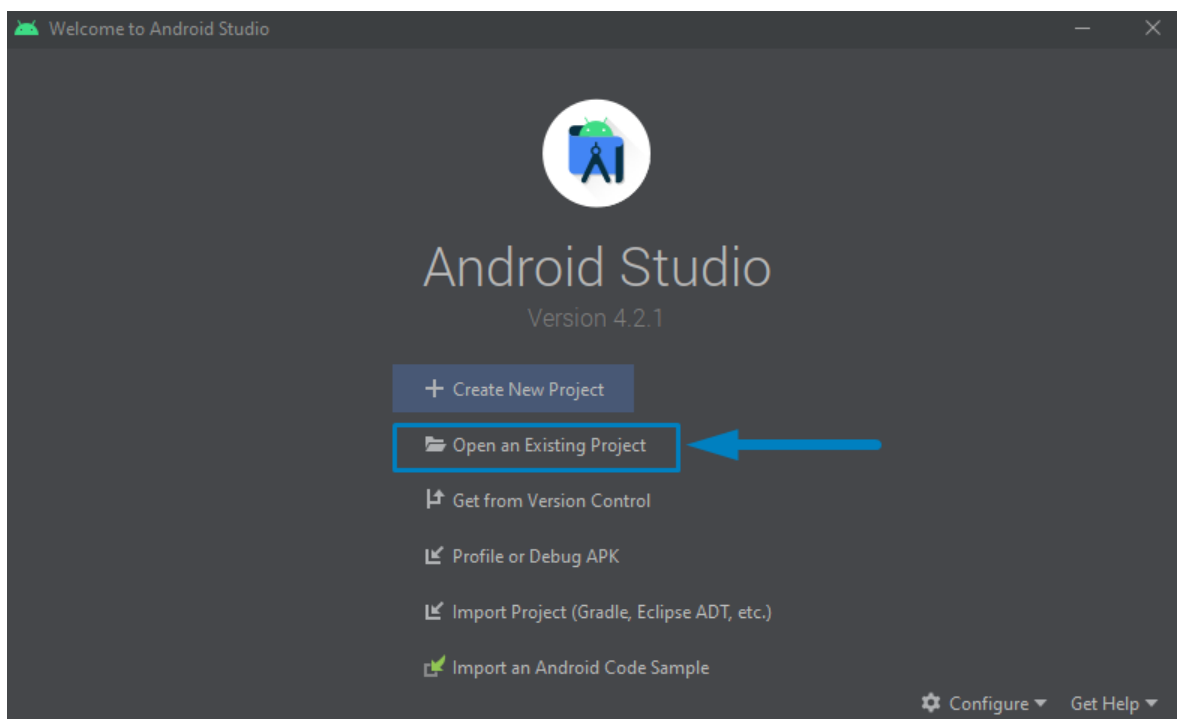 Welcome to Android Studio
Android Studio
Version 4.2.1
Create New Project
Open an Existing Project
Get from Version Control
Profile or Debug APK
Import Project (Gradle, Eclipse ADT, etc.)
Import an Android Code Sample
Configure Get Help